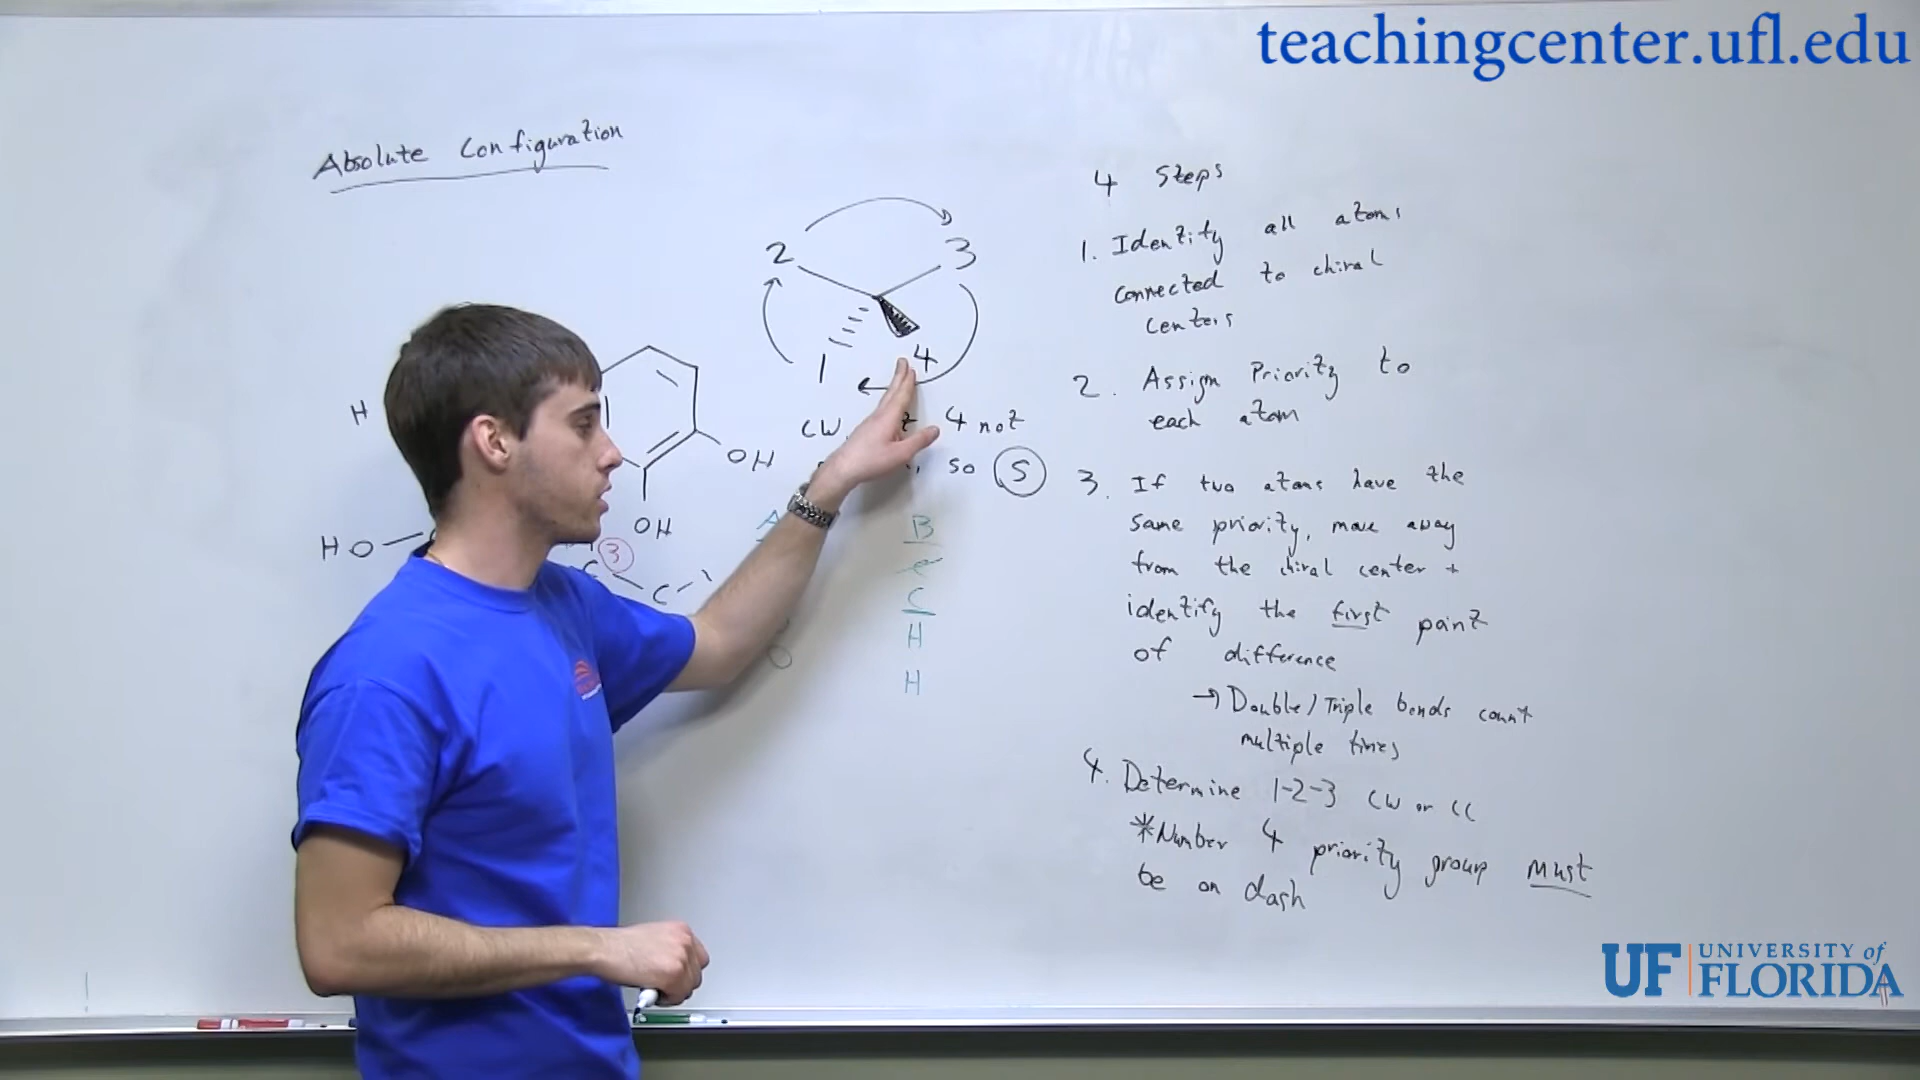 teachingcenter.ufl.edu
Absolute Configuration
2 3
1 4
CW, 4 not
so S
H
OH
OH
HO
3
C
C
A
B
C
C
O
H
H
4 Steps
1. Identify all atoms
connected to chiral
centers
2. Assign Priority to
each atom
3. If two atoms have the
same priority, move away
from the chiral center +
identify the first point
of difference
→ Double/Triple bonds count
multiple times
4. Determine 1-2-3 CW or CC
*Number 4 priority group must
be on dash
UF UNIVERSITY of
FLORIDA